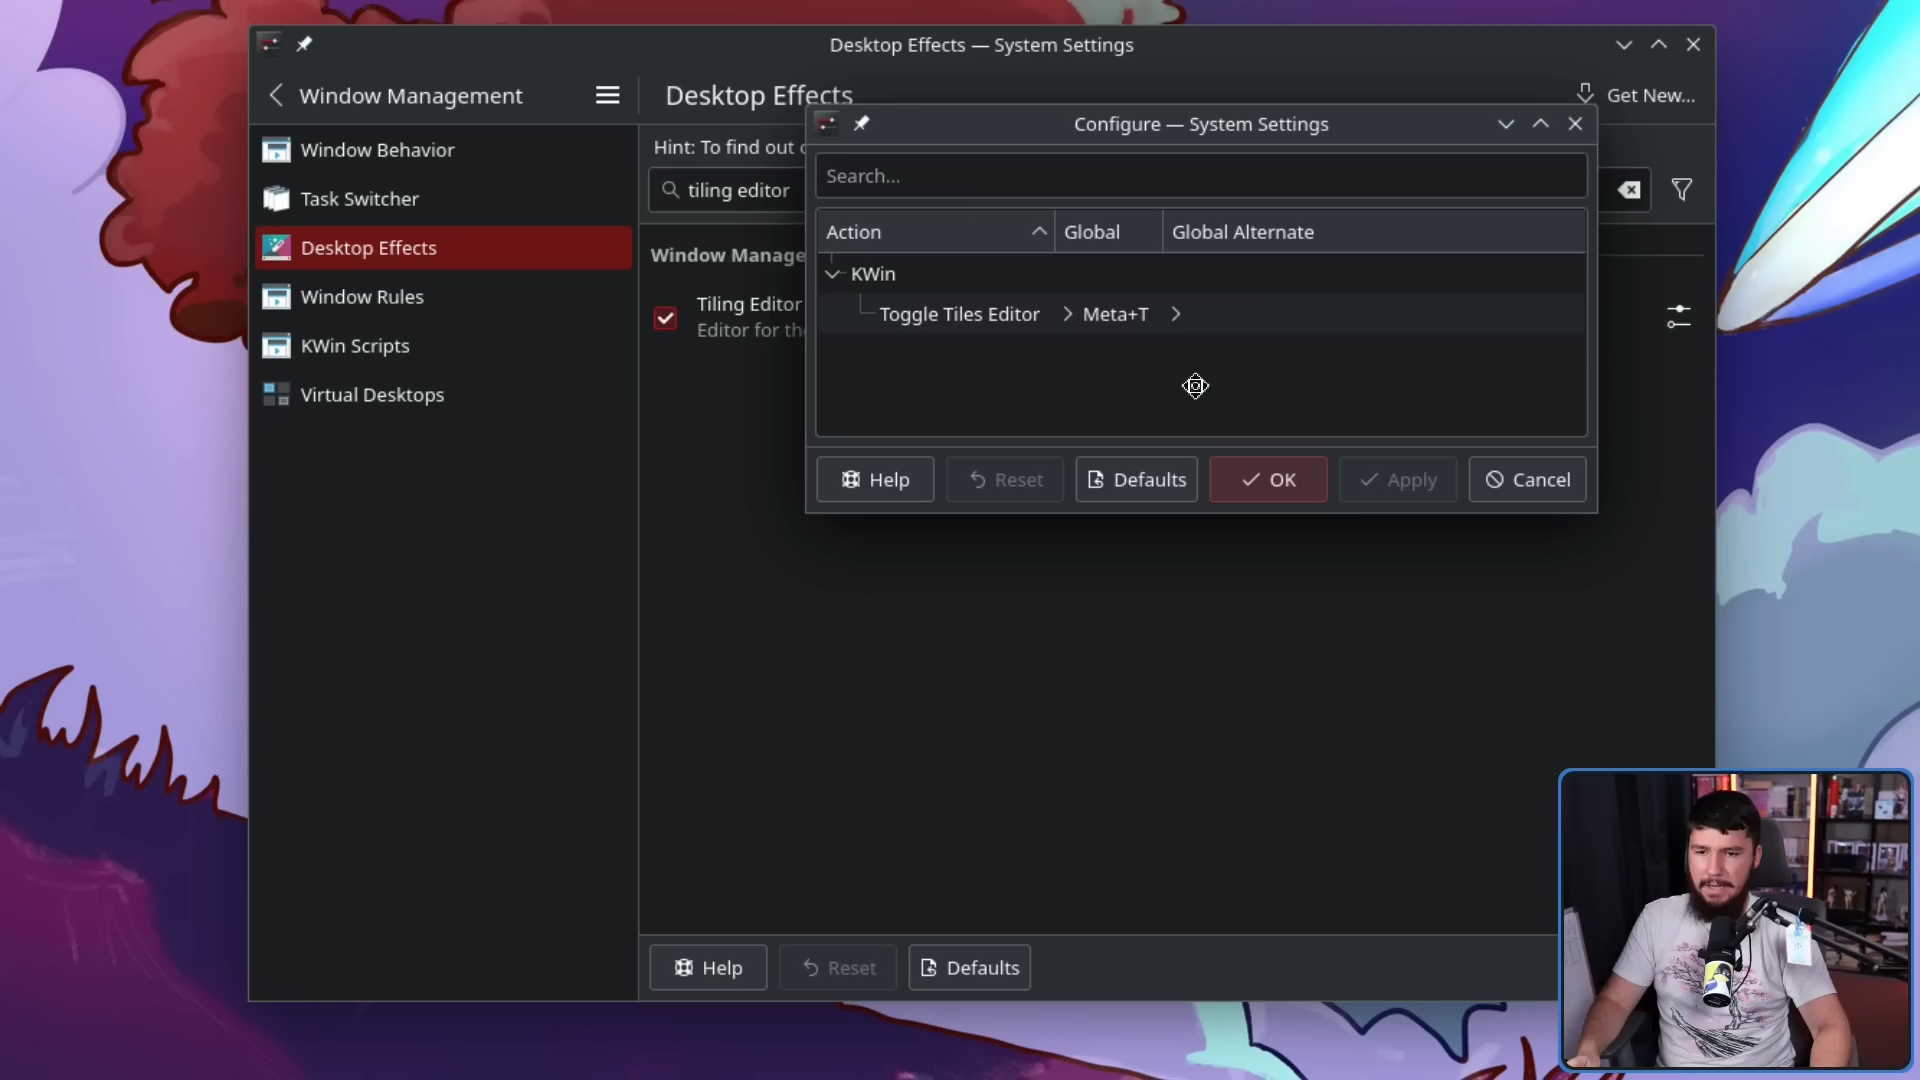 Desktop Effects — System Settings
Window Management
Desktop Effects
Get New...
Window Behavior
Task Switcher
Desktop Effects
Window Rules
KWin Scripts
Virtual Desktops
Hint: To find out
tiling editor
Window Manage
Tiling Editor
Editor for the
Configure — System Settings
Search...
Action
Global
Global Alternate
KWin
Toggle Tiles Editor
Meta+T
Help
Reset
Defaults
OK
Apply
Cancel
Help
Reset
Defaults